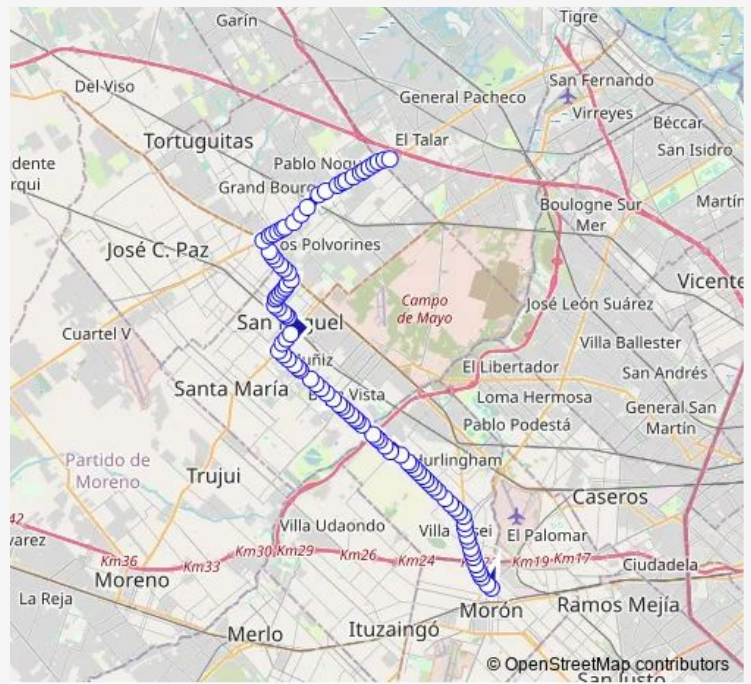 Garín
Tigre
Del Viso
San Fernando
General Pacheco
Virreyes
Béccar
Tortuguitas
El Talar
San Isidro
Pablo Nogu
dente
rqui
Grand Bourg
Boulogne Sur
Mer
Martín
José C. Paz
os Polvorines
Vicente
Campo
de Mayo
José León Suárez
San guel
Cuartel V
Villa Ballester
uñiz
El Libertador
San Andrés
Santa María
Vista
Loma Hermosa
General San
Martín
Pablo Podestá
Partido de
Moreno
urlingham
Trujui
Caseros
42
Villa Udaondo
Villa sei
El Palomar
varez
Km36
Km33
Km30
Km29
Km26
Km24
Km19
Km17
Ciudadela
Moreno
La Reja
Morón
Ramos Mejía
Merlo
Ituzaingó
© OpenStreetMap contributors
San Justo